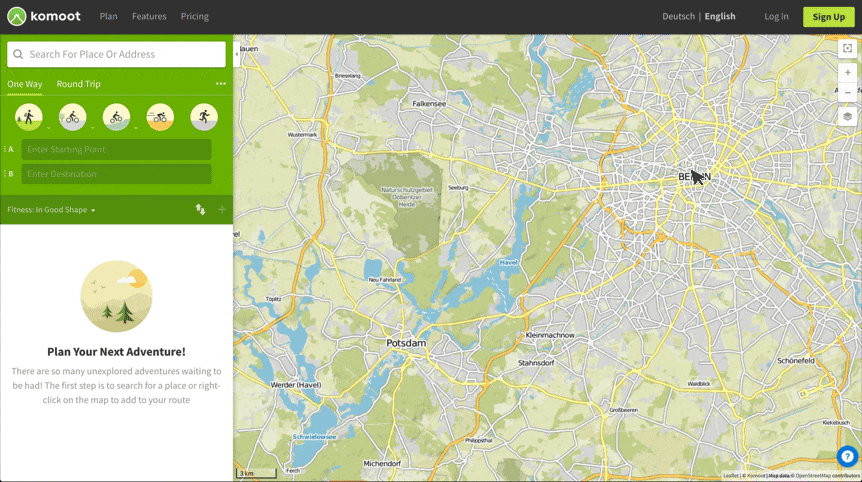 komoot
Plan
Features
Pricing
Deutsch | English
Log In
Sign Up
Search For Place Or Address
One Way
Round Trip
A
Enter Starting Point
B
Enter Destination
Fitness: In Good Shape
Plan Your Next Adventure!
There are so many unexplored adventures waiting to
be had! The first step is to search for a place or right-
click on the map to add to your route
Brieselang
Falkensee
Wustermark
Naturschutzgebiet
Döberitzer
Heide
Seeburg
Havel
Neu Fahrland
Töplitz
Potsdam
Kleinmachnow
Stahnsdorf
Schönefeld
Werder (Havel)
Waldblick
Großbeeren
Kiekebusch
Schwielowsee
Philippsthal
Ferch
Michendorf
3 km
Leaflet | © Komoot | Map data © OpenStreetMap contributors